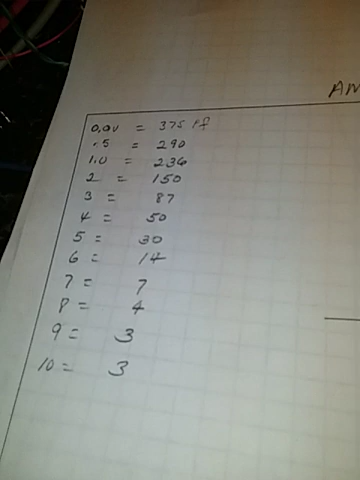 AM
0.0V = 375 Pf
.5 = 290
1.0 = 236
2 = 150
3 = 87
4 = 50
5 = 30
6 = 14
7 = 7
8 = 4
9 = 3
10 = 3